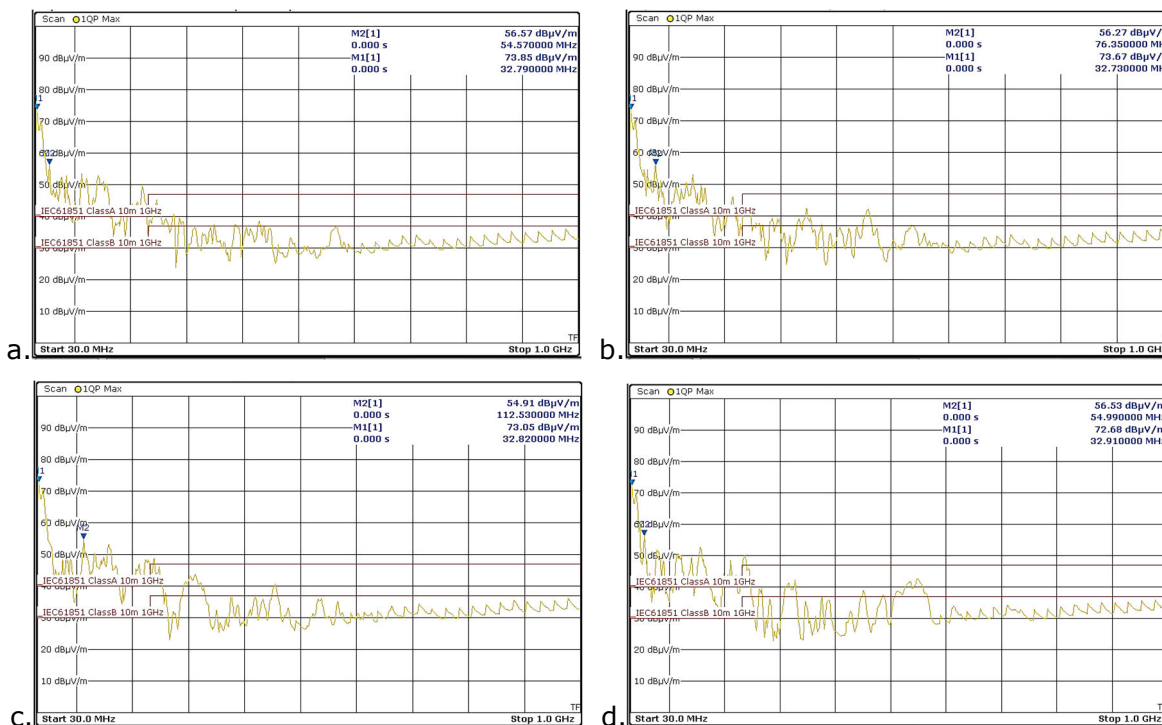 Scan 1QP Max
M2[1] 56.57 dBµV/m
0.000 s 54.570000 MHz
M1[1] 73.85 dBµV/m
0.000 s 32.790000 MHz
90 dBµV/m
80 dBµV/m
70 dBµV/m
50 dBµV/m
IEC61851 ClassA 10m 1GHz
IEC61851 ClassB 10m 1GHz
20 dBµV/m
10 dBµV/m
TF
a. Start 30.0 MHz Stop 1.0 GHz
Scan 1QP Max
M2[1] 56.27 dBµV/
0.000 s 76.350000 MH
M1[1] 73.67 dBµV/
0.000 s 32.730000 MH
90 dBµV/m
80 dBµV/m
70 dBµV/m
50 dBµV/m
IEC61851 ClassA 10m 1GHz
IEC61851 ClassB 10m 1GHz
20 dBµV/m
10 dBµV/m
b. Start 30.0 MHz Stop 1.0 GH
Scan 1QP Max
M2[1] 54.91 dBµV/m
0.000 s 112.530000 MHz
M1[1] 73.05 dBµV/m
0.000 s 32.820000 MHz
90 dBµV/m
80 dBµV/m
70 dBµV/m
60 dBµV/m
M2
50 dBµV/m
IEC61851 ClassA 10m 1GHz
IEC61851 ClassB 10m 1GHz
20 dBµV/m
10 dBµV/m
TF
c. Start 30.0 MHz Stop 1.0 GHz
Scan 1QP Max
M2[1] 56.53 dBµV/m
0.000 s 54.990000 MHz
M1[1] 72.68 dBµV/m
0.000 s 32.910000 MHz
90 dBµV/m
80 dBµV/m
70 dBµV/m
50 dBµV/m
IEC61851 ClassA 10m 1GHz
IEC61851 ClassB 10m 1GHz
20 dBµV/m
10 dBµV/m
d. Start 30.0 MHz Stop 1.0 GHz